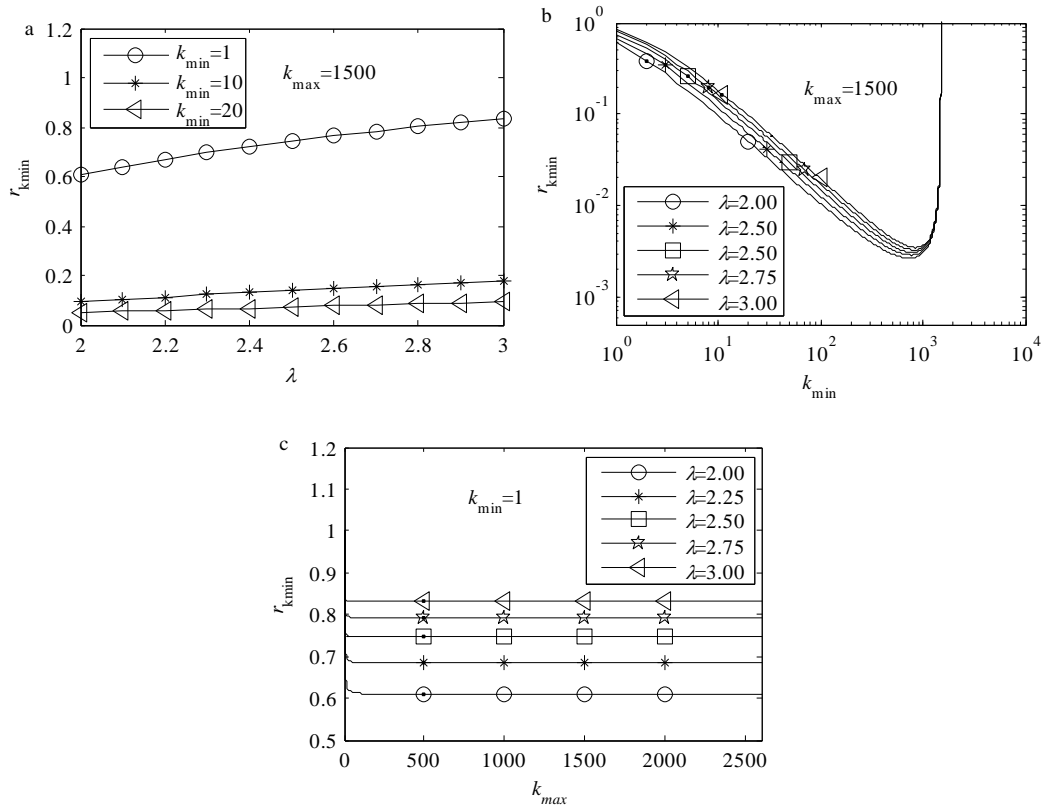 a
k_min=1
k_min=10
k_min=20
k_max=1500
1.2
1
0.8
0.6
0.4
0.2
0
r_kmin
2
2.2
2.4
2.6
2.8
3
λ
b
k_max=1500
10^0
10^-1
10^-2
10^-3
r_kmin
λ=2.00
λ=2.50
λ=2.50
λ=2.75
λ=3.00
10^0
10^1
10^2
10^3
10^4
k_min
c
k_min=1
λ=2.00
λ=2.25
λ=2.50
λ=2.75
λ=3.00
1.2
1.1
1
0.9
0.8
0.7
0.6
0.5
r_kmin
0
500
1000
1500
2000
2500
k_max